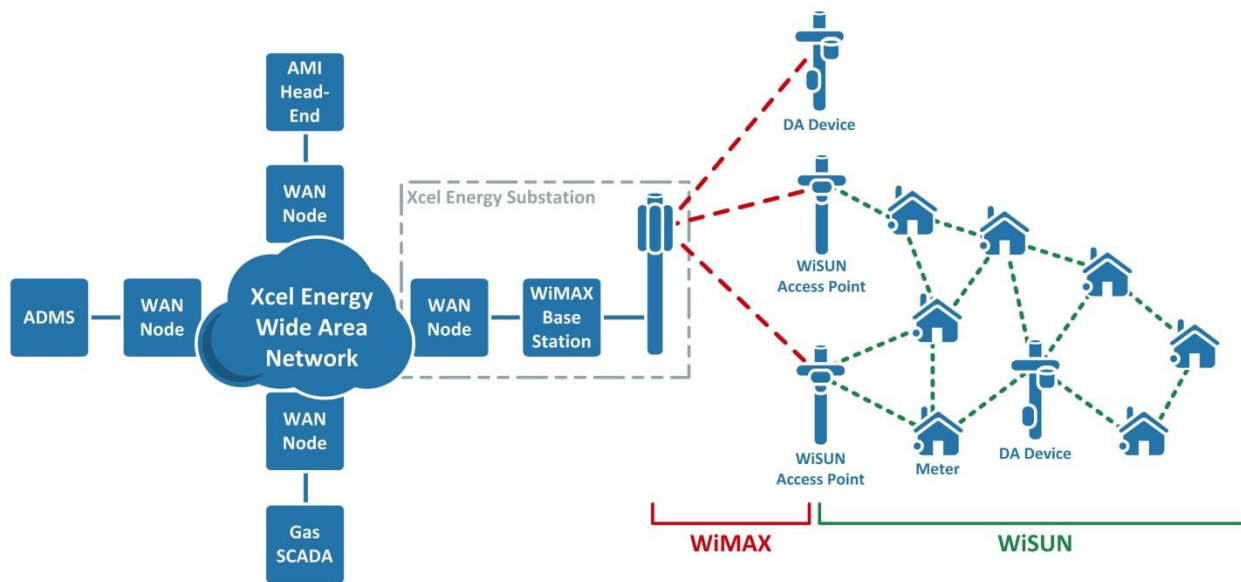 AMI
Head-
End
WAN
Node
Xcel Energy Substation
ADMS
WAN
Node
Xcel Energy
Wide Area
Network
WAN
Node
WiMAX
Base
Station
WAN
Node
Gas
SCADA
DA Device
WiSUN
Access Point
WiSUN
Access Point
Meter
DA Device
WiMAX
WiSUN